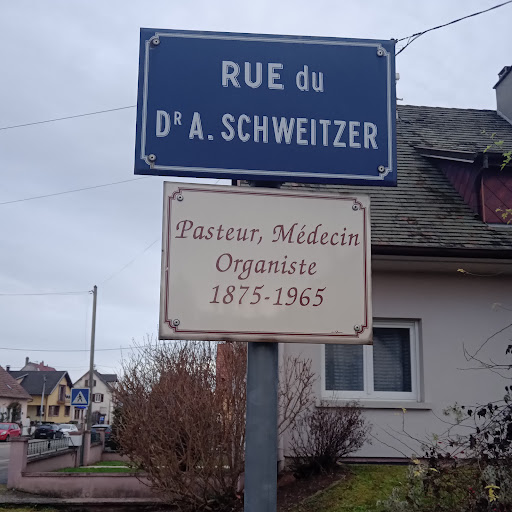 RUE du
Dᴿ A. SCHWEITZER
Pasteur, Médecin
Organiste
1875-1965